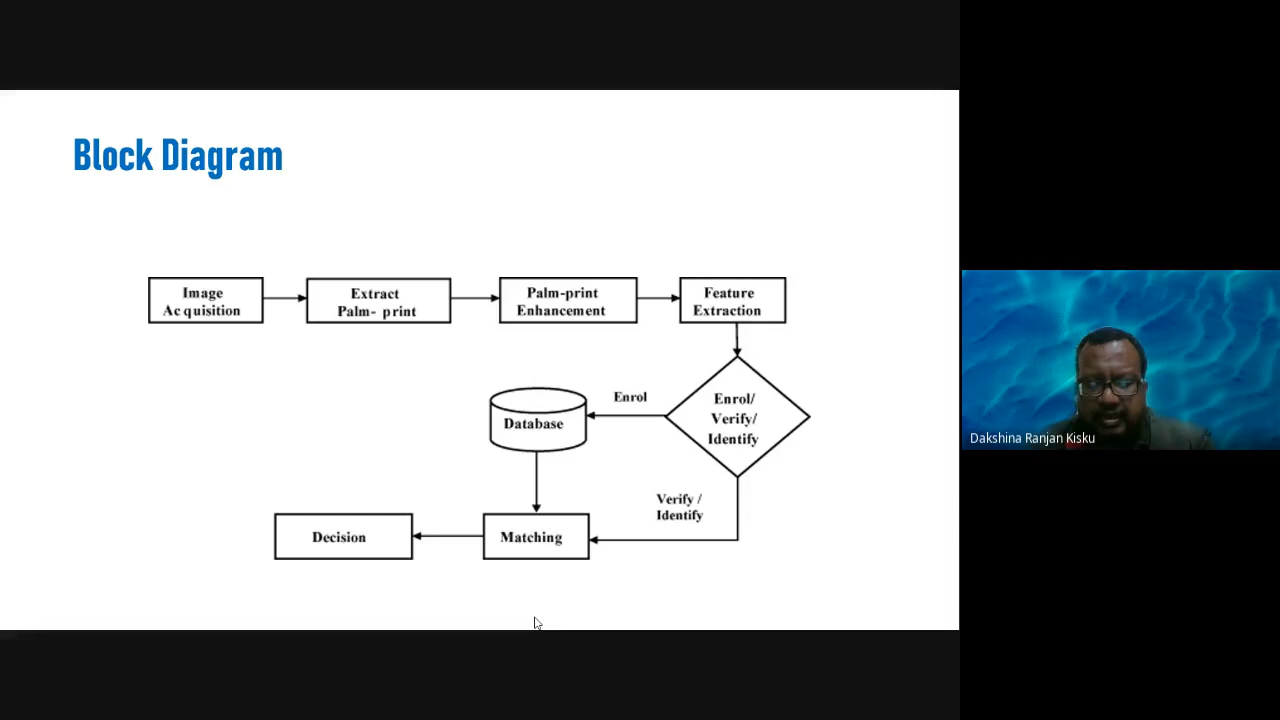 Block Diagram
Image
Ac quisition
Extract
Palm- print
Palm-print
Enhancement
Feature
Extraction
Enrol/
Verify/
Identify
Enrol
Database
Verify /
Identify
Matching
Decision
Dakshina Ranjan Kisku